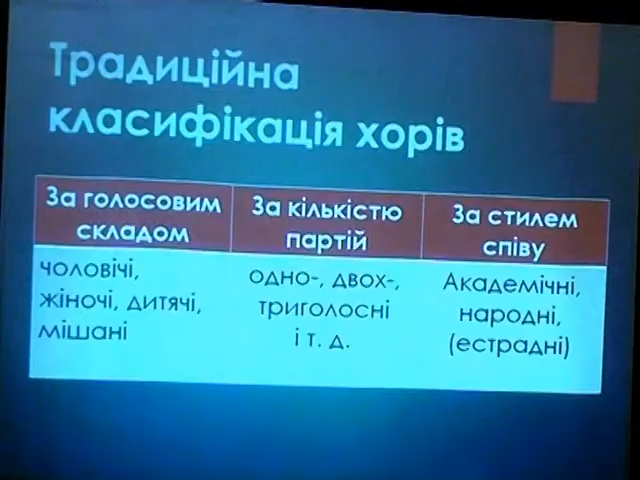 Традиційна
класифікація хорів
За голосовим
складом
За кількістю
партій
За стилем
співу
чоловічі,
жіночі, дитячі,
мішані
одно-, двох-,
триголосні
і т. д.
Академічні,
народні,
(естрадні)